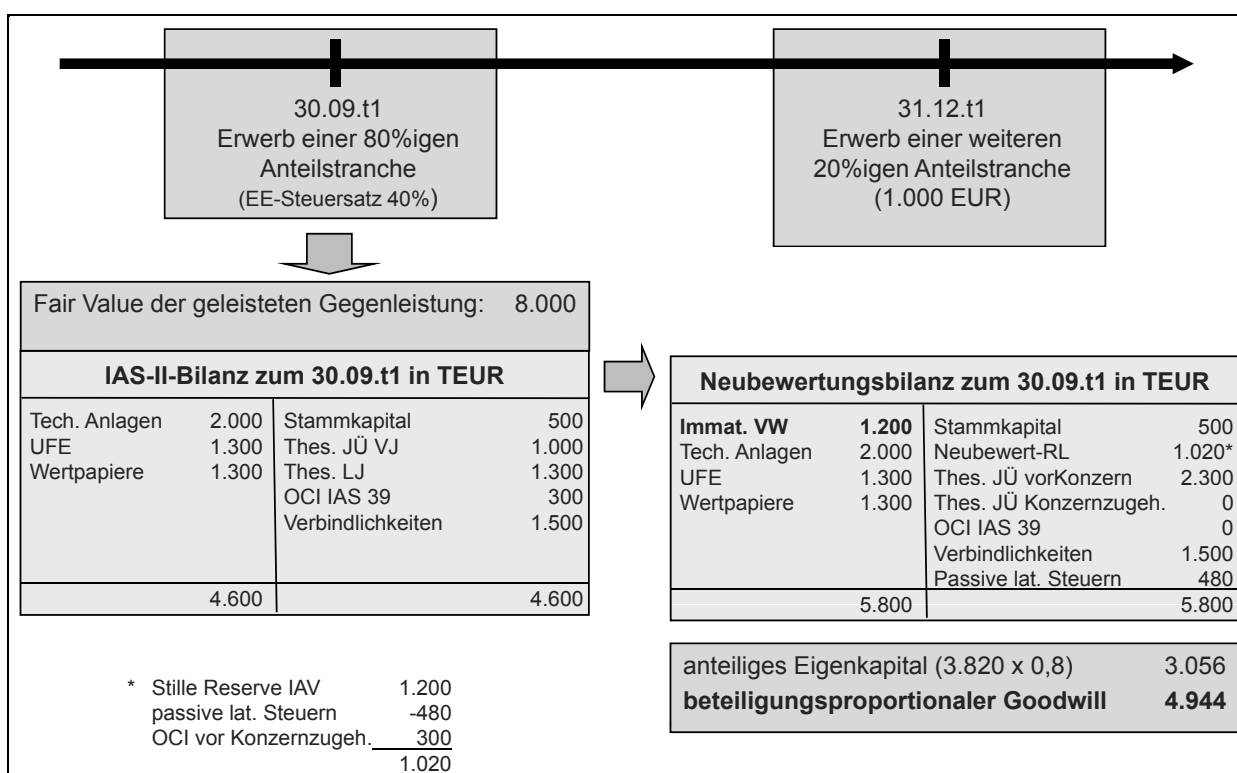 30.09.t1
Erwerb einer 80%igen
Anteilstranche
(EE-Steuersatz 40%)
31.12.t1
Erwerb einer weiteren
20%igen Anteilstranche
(1.000 EUR)
Fair Value der geleisteten Gegenleistung: 8.000
IAS-II-Bilanz zum 30.09.t1 in TEUR
Tech. Anlagen 2.000 Stammkapital 500
UFE 1.300 Thes. JÜ VJ 1.000
Wertpapiere 1.300 Thes. LJ 1.300
OCI IAS 39 300
Verbindlichkeiten 1.500
4.600 4.600
Neubewertungsbilanz zum 30.09.t1 in TEUR
Immat. VW 1.200 Stammkapital 500
Tech. Anlagen 2.000 Neubewert-RL 1.020*
UFE 1.300 Thes. JÜ vorKonzern 2.300
Wertpapiere 1.300 Thes. JÜ Konzernzugeh. 0
OCI IAS 39 0
Verbindlichkeiten 1.500
Passive lat. Steuern 480
5.800 5.800
anteiliges Eigenkapital (3.820 x 0,8) 3.056
beteiligungsproportionaler Goodwill 4.944
* Stille Reserve IAV 1.200
passive lat. Steuern -480
OCI vor Konzernzugeh. 300
1.020